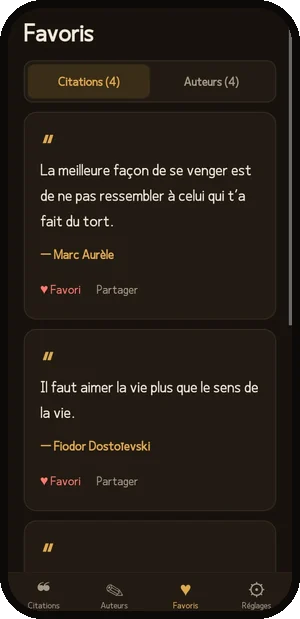 Favoris
Citations (4)
Auteurs (4)
"
La meilleure façon de se venger est
de ne pas ressembler à celui qui t'a
fait du tort.
— Marc Aurèle
♥ Favori Partager
"
Il faut aimer la vie plus que le sens de
la vie.
— Fiodor Dostoïevski
♥ Favori Partager
"
Citations Auteurs Favoris Réglages